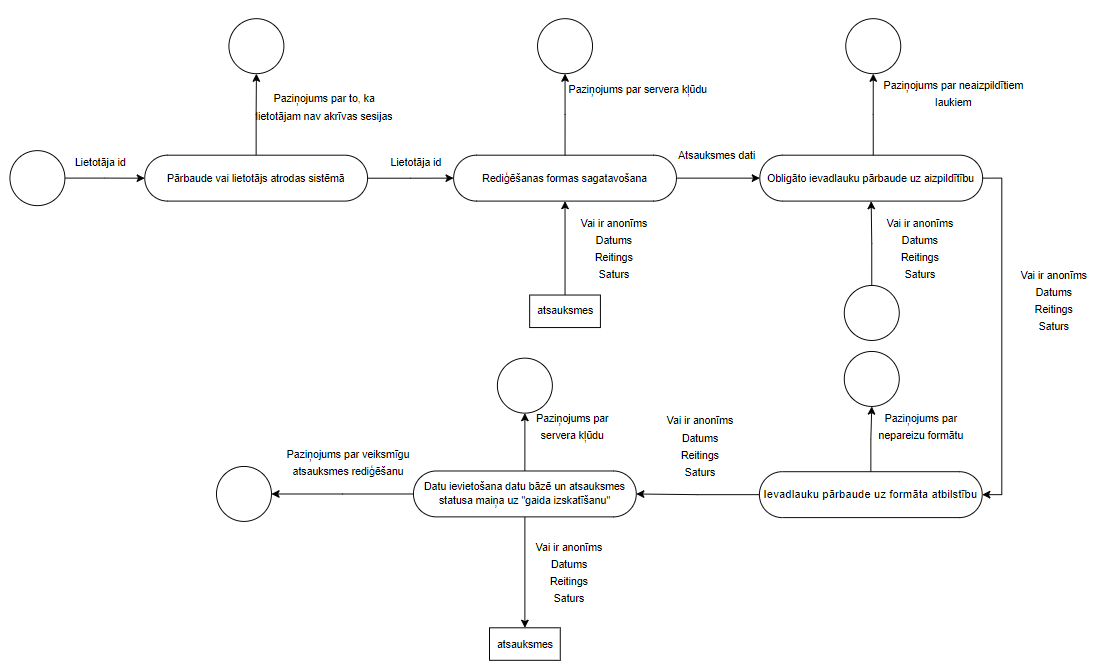 Paziņojums par to, ka
lietotājam nav akrīvas sesijas
Paziņojums par servera kļūdu
Paziņojums par neaizpildītiem
laukiem
Lietotāja id
Pārbaude vai lietotājs atrodas sistēmā
Lietotāja id
Rediģēšanas formas sagatavošana
Atsauksmes dati
Obligāto ievadlauku pārbaude uz aizpildītību
Vai ir anonīms
Datums
Reitings
Saturs
atsauksmes
Vai ir anonīms
Datums
Reitings
Saturs
Vai ir anonīms
Datums
Reitings
Saturs
Paziņojums par
nepareizu formātu
Ievadlauku pārbaude uz formāta atbilstību
Vai ir anonīms
Datums
Reitings
Saturs
Paziņojums par
servera kļūdu
Datu ievietošana datu bāzē un atsauksmes
statusa maiņa uz "gaida izskatīšanu"
Paziņojums par veiksmīgu
atsauksmes rediģēšanu
Vai ir anonīms
Datums
Reitings
Saturs
atsauksmes